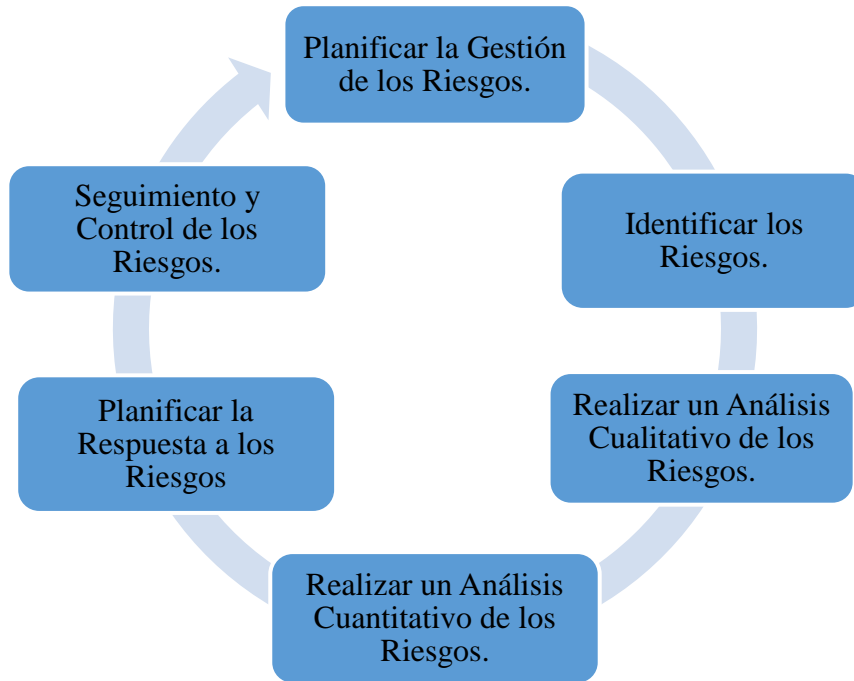 Planificar la Gestión
de los Riesgos.
Identificar los
Riesgos.
Realizar un Análisis
Cualitativo de los
Riesgos.
Realizar un Análisis
Cuantitativo de los
Riesgos.
Planificar la
Respuesta a los
Riesgos
Seguimiento y
Control de los
Riesgos.